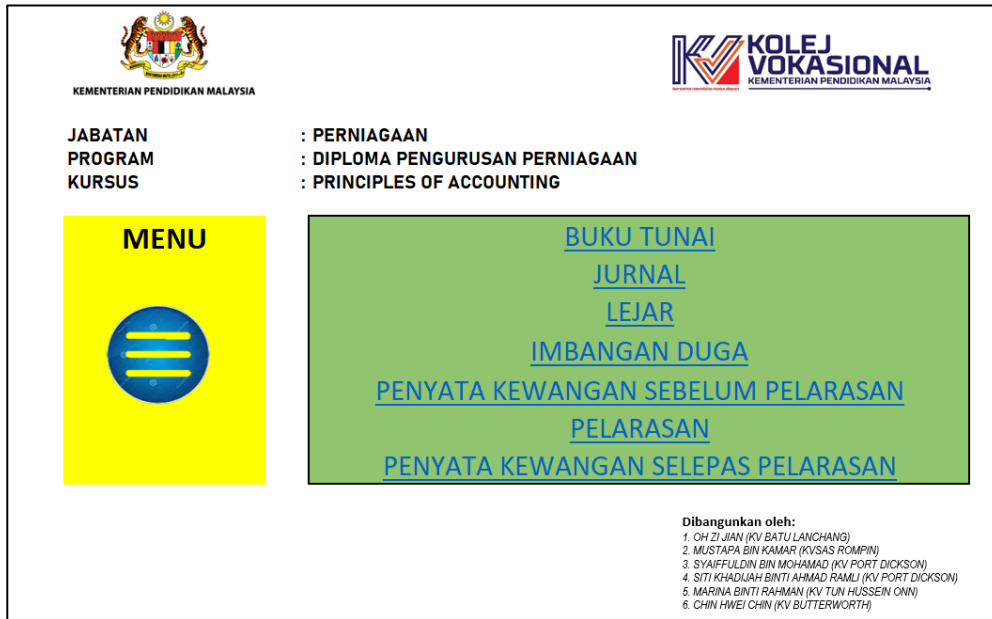 KEMENTERIAN PENDIDIKAN MALAYSIA
KV KOLEJ
VOKASIONAL
KEMENTERIAN PENDIDIKAN MALAYSIA
JABATAN : PERNIAGAAN
PROGRAM : DIPLOMA PENGURUSAN PERNIAGAAN
KURSUS : PRINCIPLES OF ACCOUNTING
MENU
BUKU TUNAI
JURNAL
LEJAR
IMBANGAN DUGA
PENYATA KEWANGAN SEBELUM PELARASAN
PELARASAN
PENYATA KEWANGAN SELEPAS PELARASAN
Dibangunkan oleh:
1. OH ZI JIAN (KV BATU LANCHANG)
2. MUSTAPA BIN KAMAR (KVSAS ROMPIN)
3. SYAIFFULDIN BIN MOHAMAD (KV PORT DICKSON)
4. SITI KHADIJAH BINTI AHMAD RAMLI (KV PORT DICKSON)
5. MARINA BINTI RAHMAN (KV TUN HUSSEIN ONN)
6. CHIN HWEI CHIN (KV BUTTERWORTH)